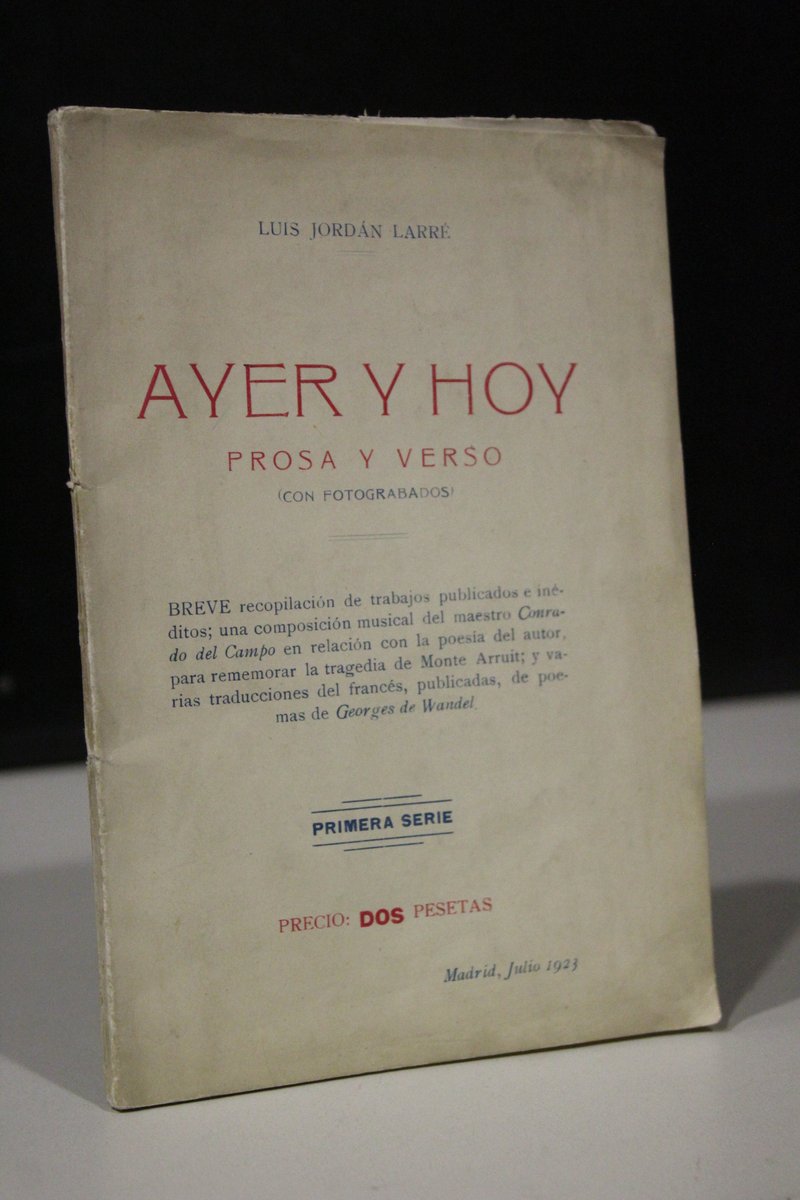 LUIS JORDÁN LARRÉ
AYER Y HOY
PROSA Y VERSO
(CON FOTOGRABADOS)
BREVE recopilación de trabajos publicados e iné-
ditos; una composición musical del maestro Conra-
do del Campo en relación con la poesia del autor,
para rememorar la tragedia de Monte Arruit; y va-
rias traducciones del francés, publicadas, de poe-
mas de Georges de Wandel.
PRIMERA SERIE
PRECIO: DOS PESETAS
Madrid, Julio 1923